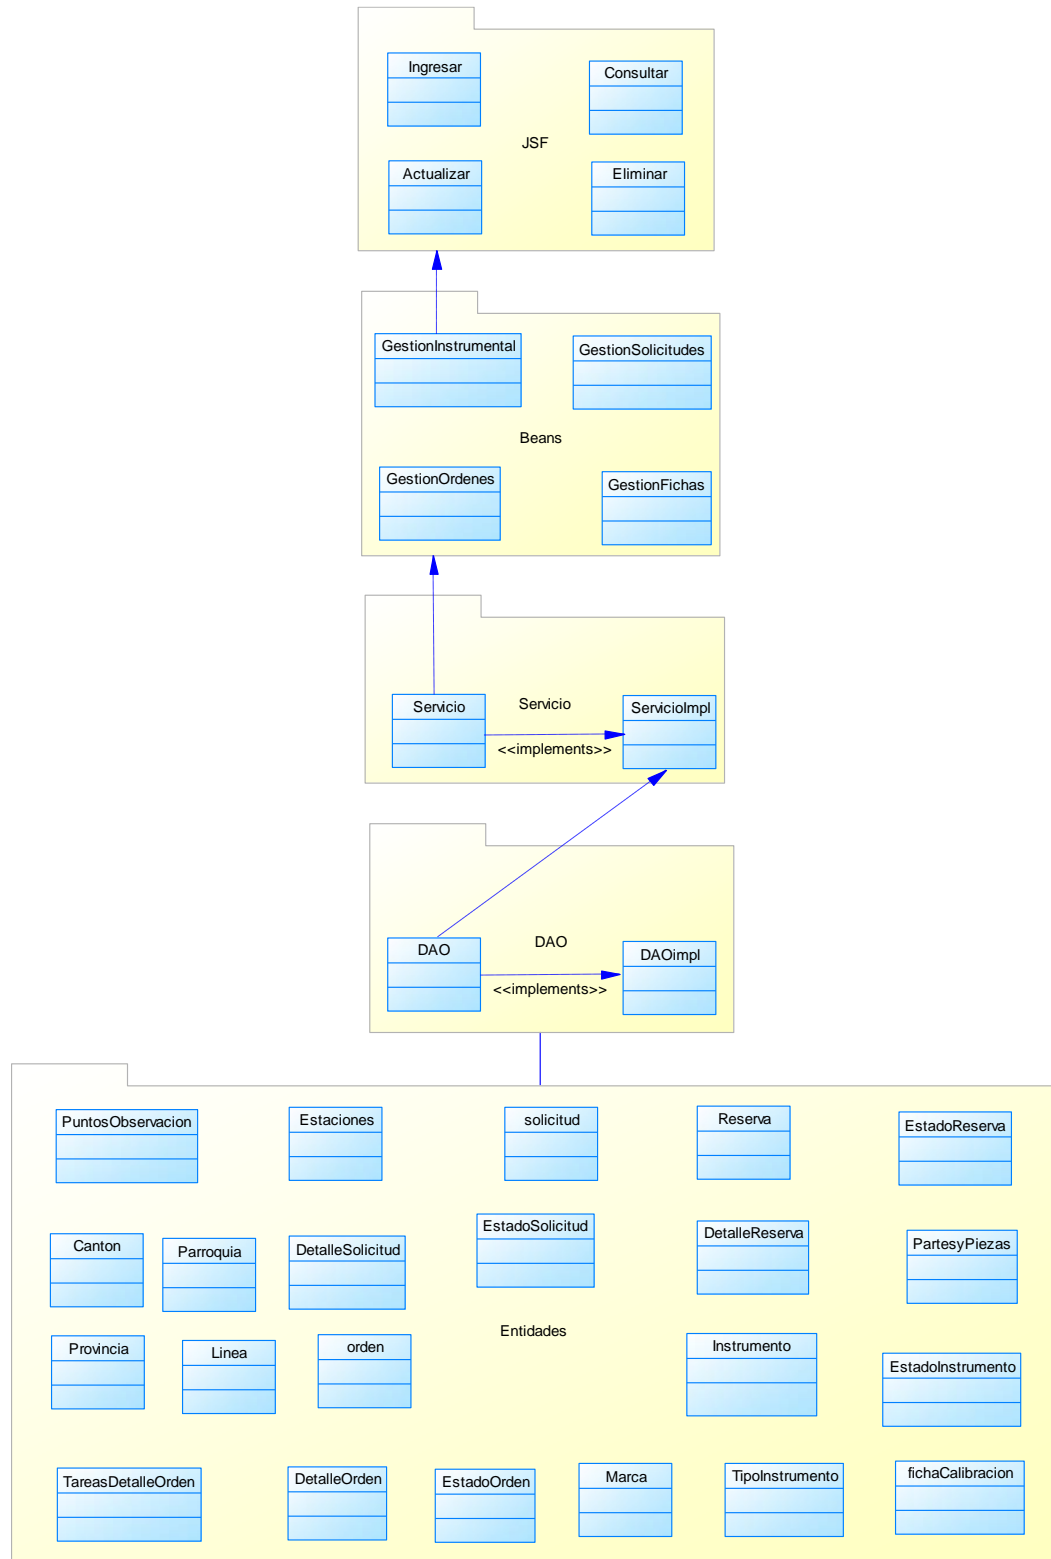 Ingresar
Consultar
JSF
Actualizar
Eliminar
GestionInstrumental
GestionSolicitudes
Beans
GestionOrdenes
GestionFichas
Servicio
Servicio
ServicioImpl
<<implements>>
DAO
DAO
DAOimpl
<<implements>>
PuntosObservacion
Estaciones
solicitud
Reserva
EstadoReserva
Canton
Parroquia
DetalleSolicitud
EstadoSolicitud
DetalleReserva
PartesyPiezas
Entidades
Provincia
Linea
orden
Instrumento
EstadoInstrumento
TareasDetalleOrden
DetalleOrden
EstadoOrden
Marca
TipoInstrumento
fichaCalibracion